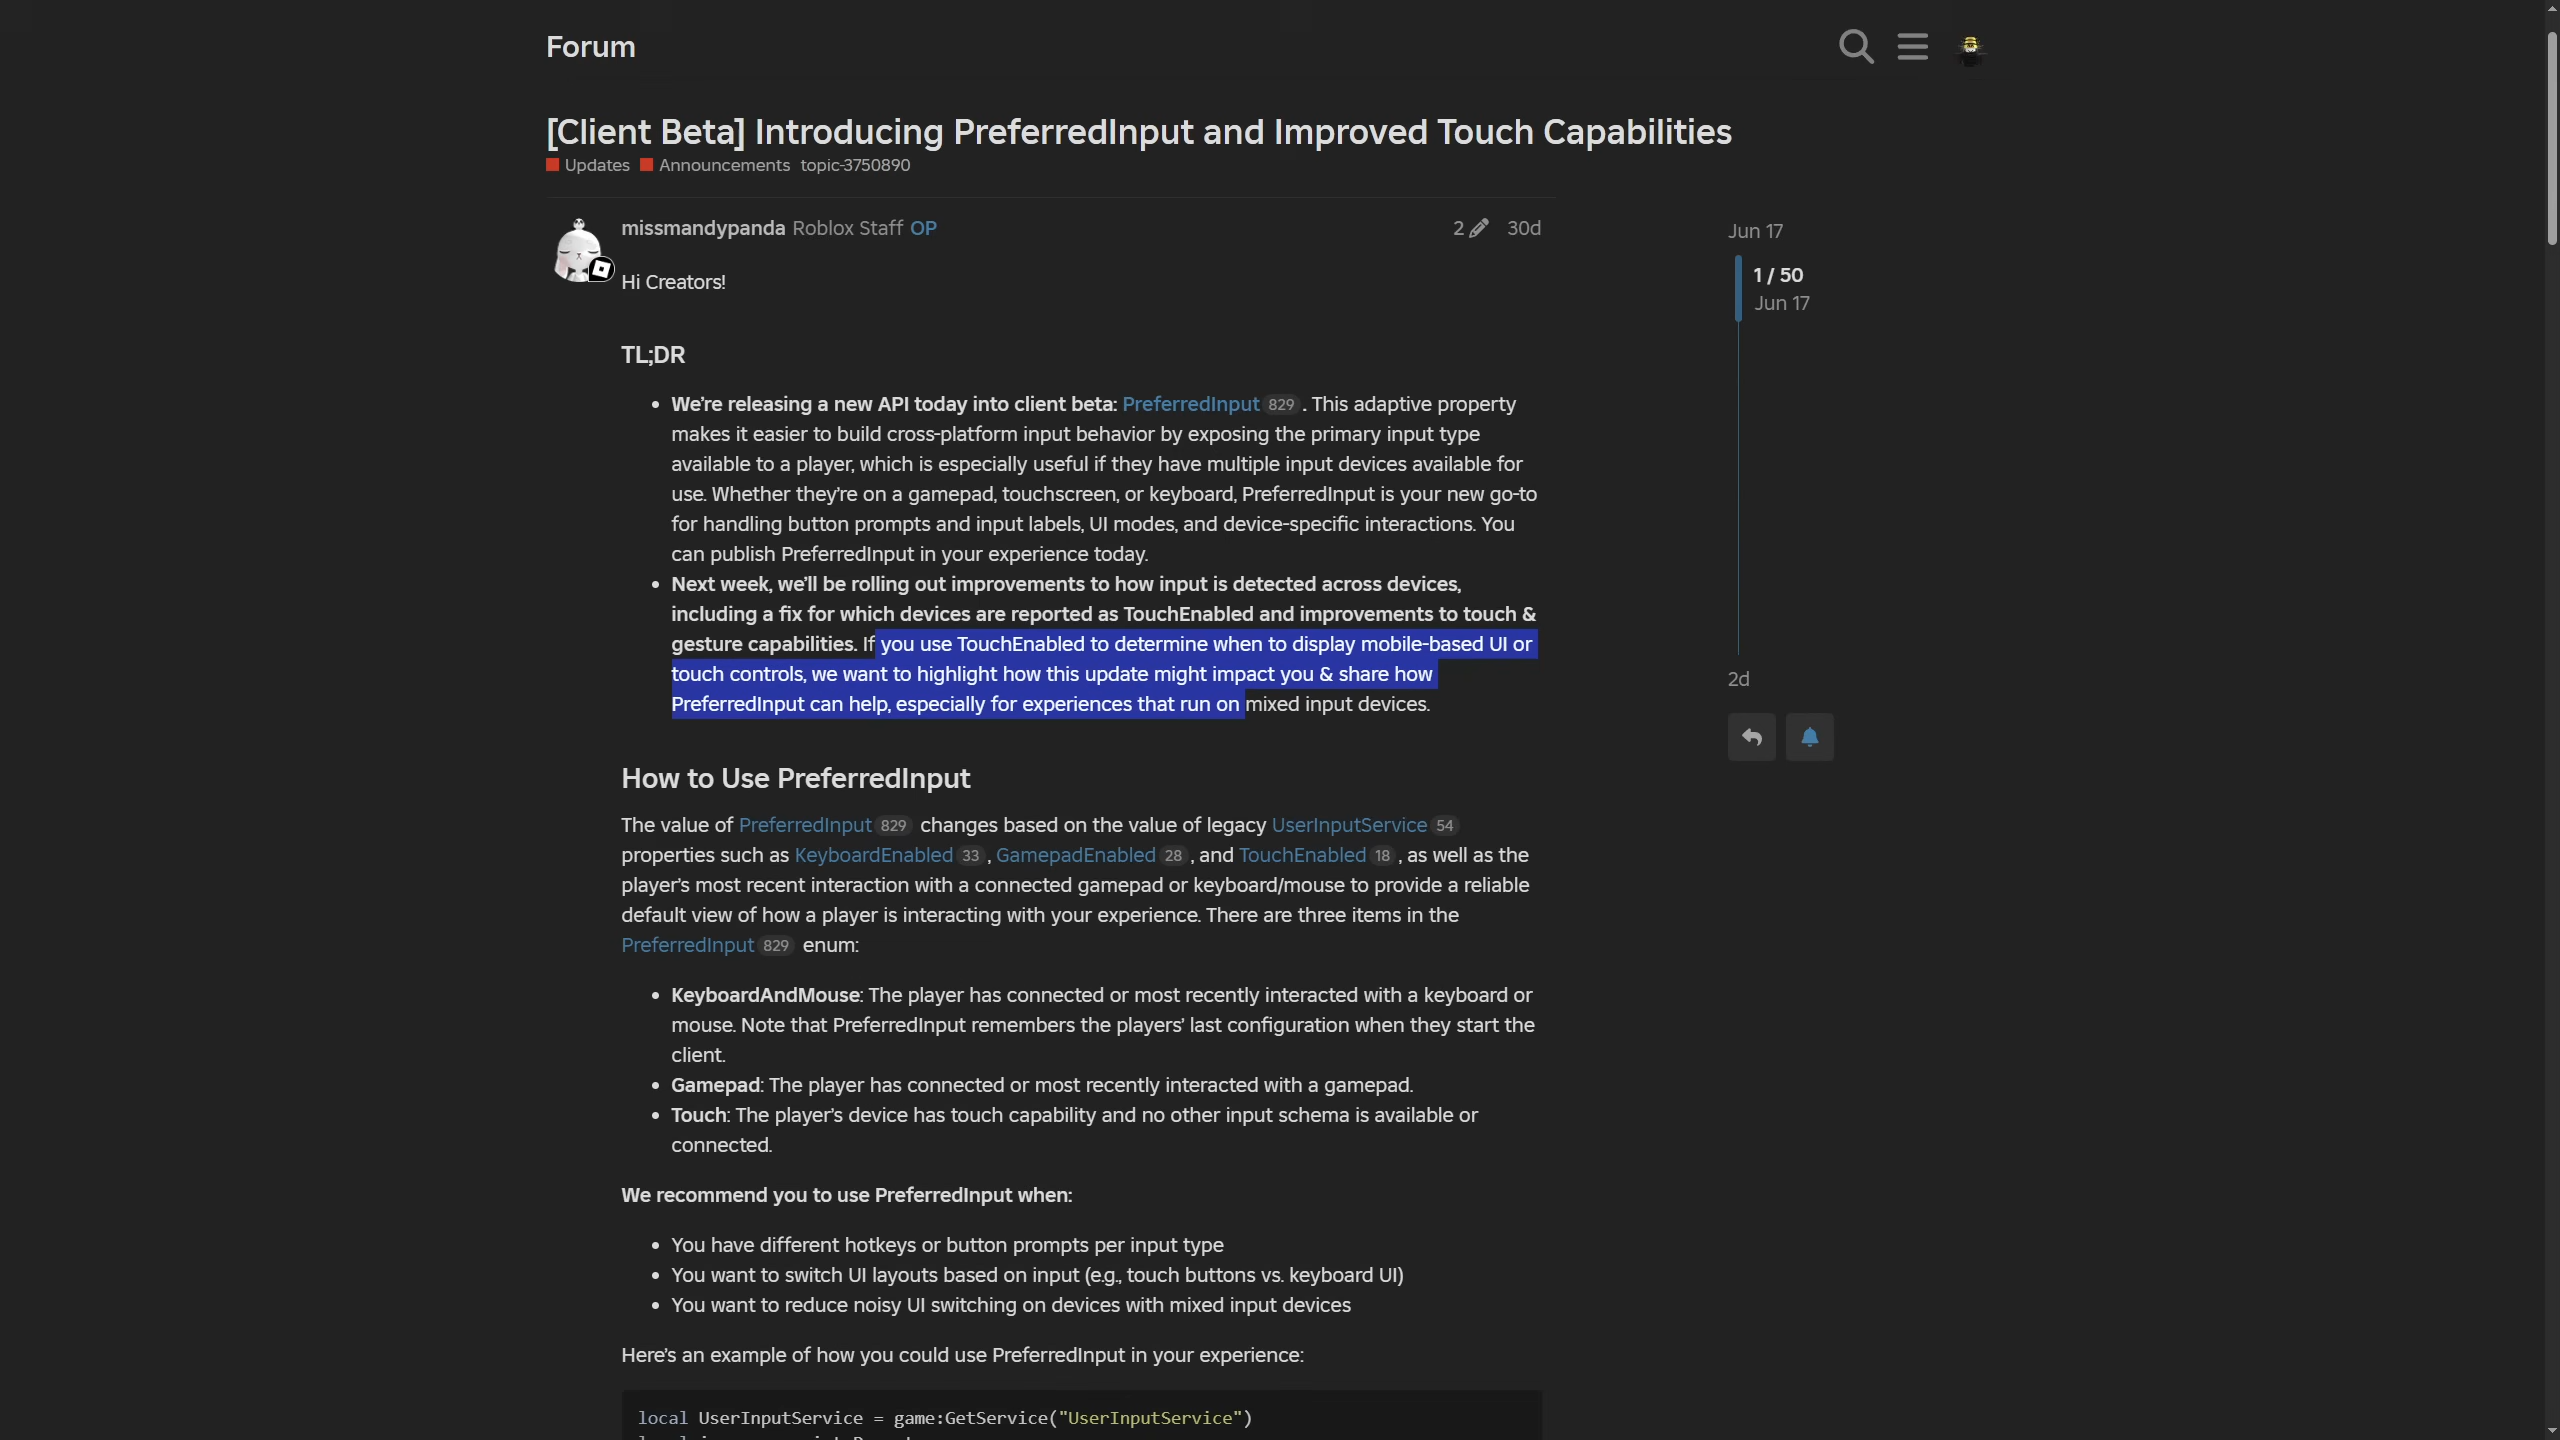 Forum
[Client Beta] Introducing PreferredInput and Improved Touch Capabilities
Updates Announcements topic-3750890
missmandypanda Roblox Staff OP 2 30d
Hi Creators!
TL;DR
• We're releasing a new API today into client beta: PreferredInput 829 . This adaptive property
makes it easier to build cross-platform input behavior by exposing the primary input type
available to a player, which is especially useful if they have multiple input devices available for
use. Whether they're on a gamepad, touchscreen, or keyboard, PreferredInput is your new go-to
for handling button prompts and input labels, UI modes, and device-specific interactions. You
can publish PreferredInput in your experience today.
• Next week, we'll be rolling out improvements to how input is detected across devices,
including a fix for which devices are reported as TouchEnabled and improvements to touch &
gesture capabilities. If you use TouchEnabled to determine when to display mobile-based UI or
touch controls, we want to highlight how this update might impact you & share how
PreferredInput can help, especially for experiences that run on mixed input devices.
How to Use PreferredInput
The value of PreferredInput 829 changes based on the value of legacy UserInputService 54
properties such as KeyboardEnabled 33 , GamepadEnabled 28 , and TouchEnabled 18 , as well as the
player's most recent interaction with a connected gamepad or keyboard/mouse to provide a reliable
default view of how a player is interacting with your experience. There are three items in the
PreferredInput 829 enum:
• KeyboardAndMouse: The player has connected or most recently interacted with a keyboard or
mouse. Note that PreferredInput remembers the players' last configuration when they start the
client.
• Gamepad: The player has connected or most recently interacted with a gamepad.
• Touch: The player's device has touch capability and no other input schema is available or
connected.
We recommend you to use PreferredInput when:
• You have different hotkeys or button prompts per input type
• You want to switch UI layouts based on input (e.g., touch buttons vs. keyboard UI)
• You want to reduce noisy UI switching on devices with mixed input devices
Here's an example of how you could use PreferredInput in your experience:
local UserInputService = game:GetService("UserInputService")
Jun 17
1 / 50
Jun 17
2d